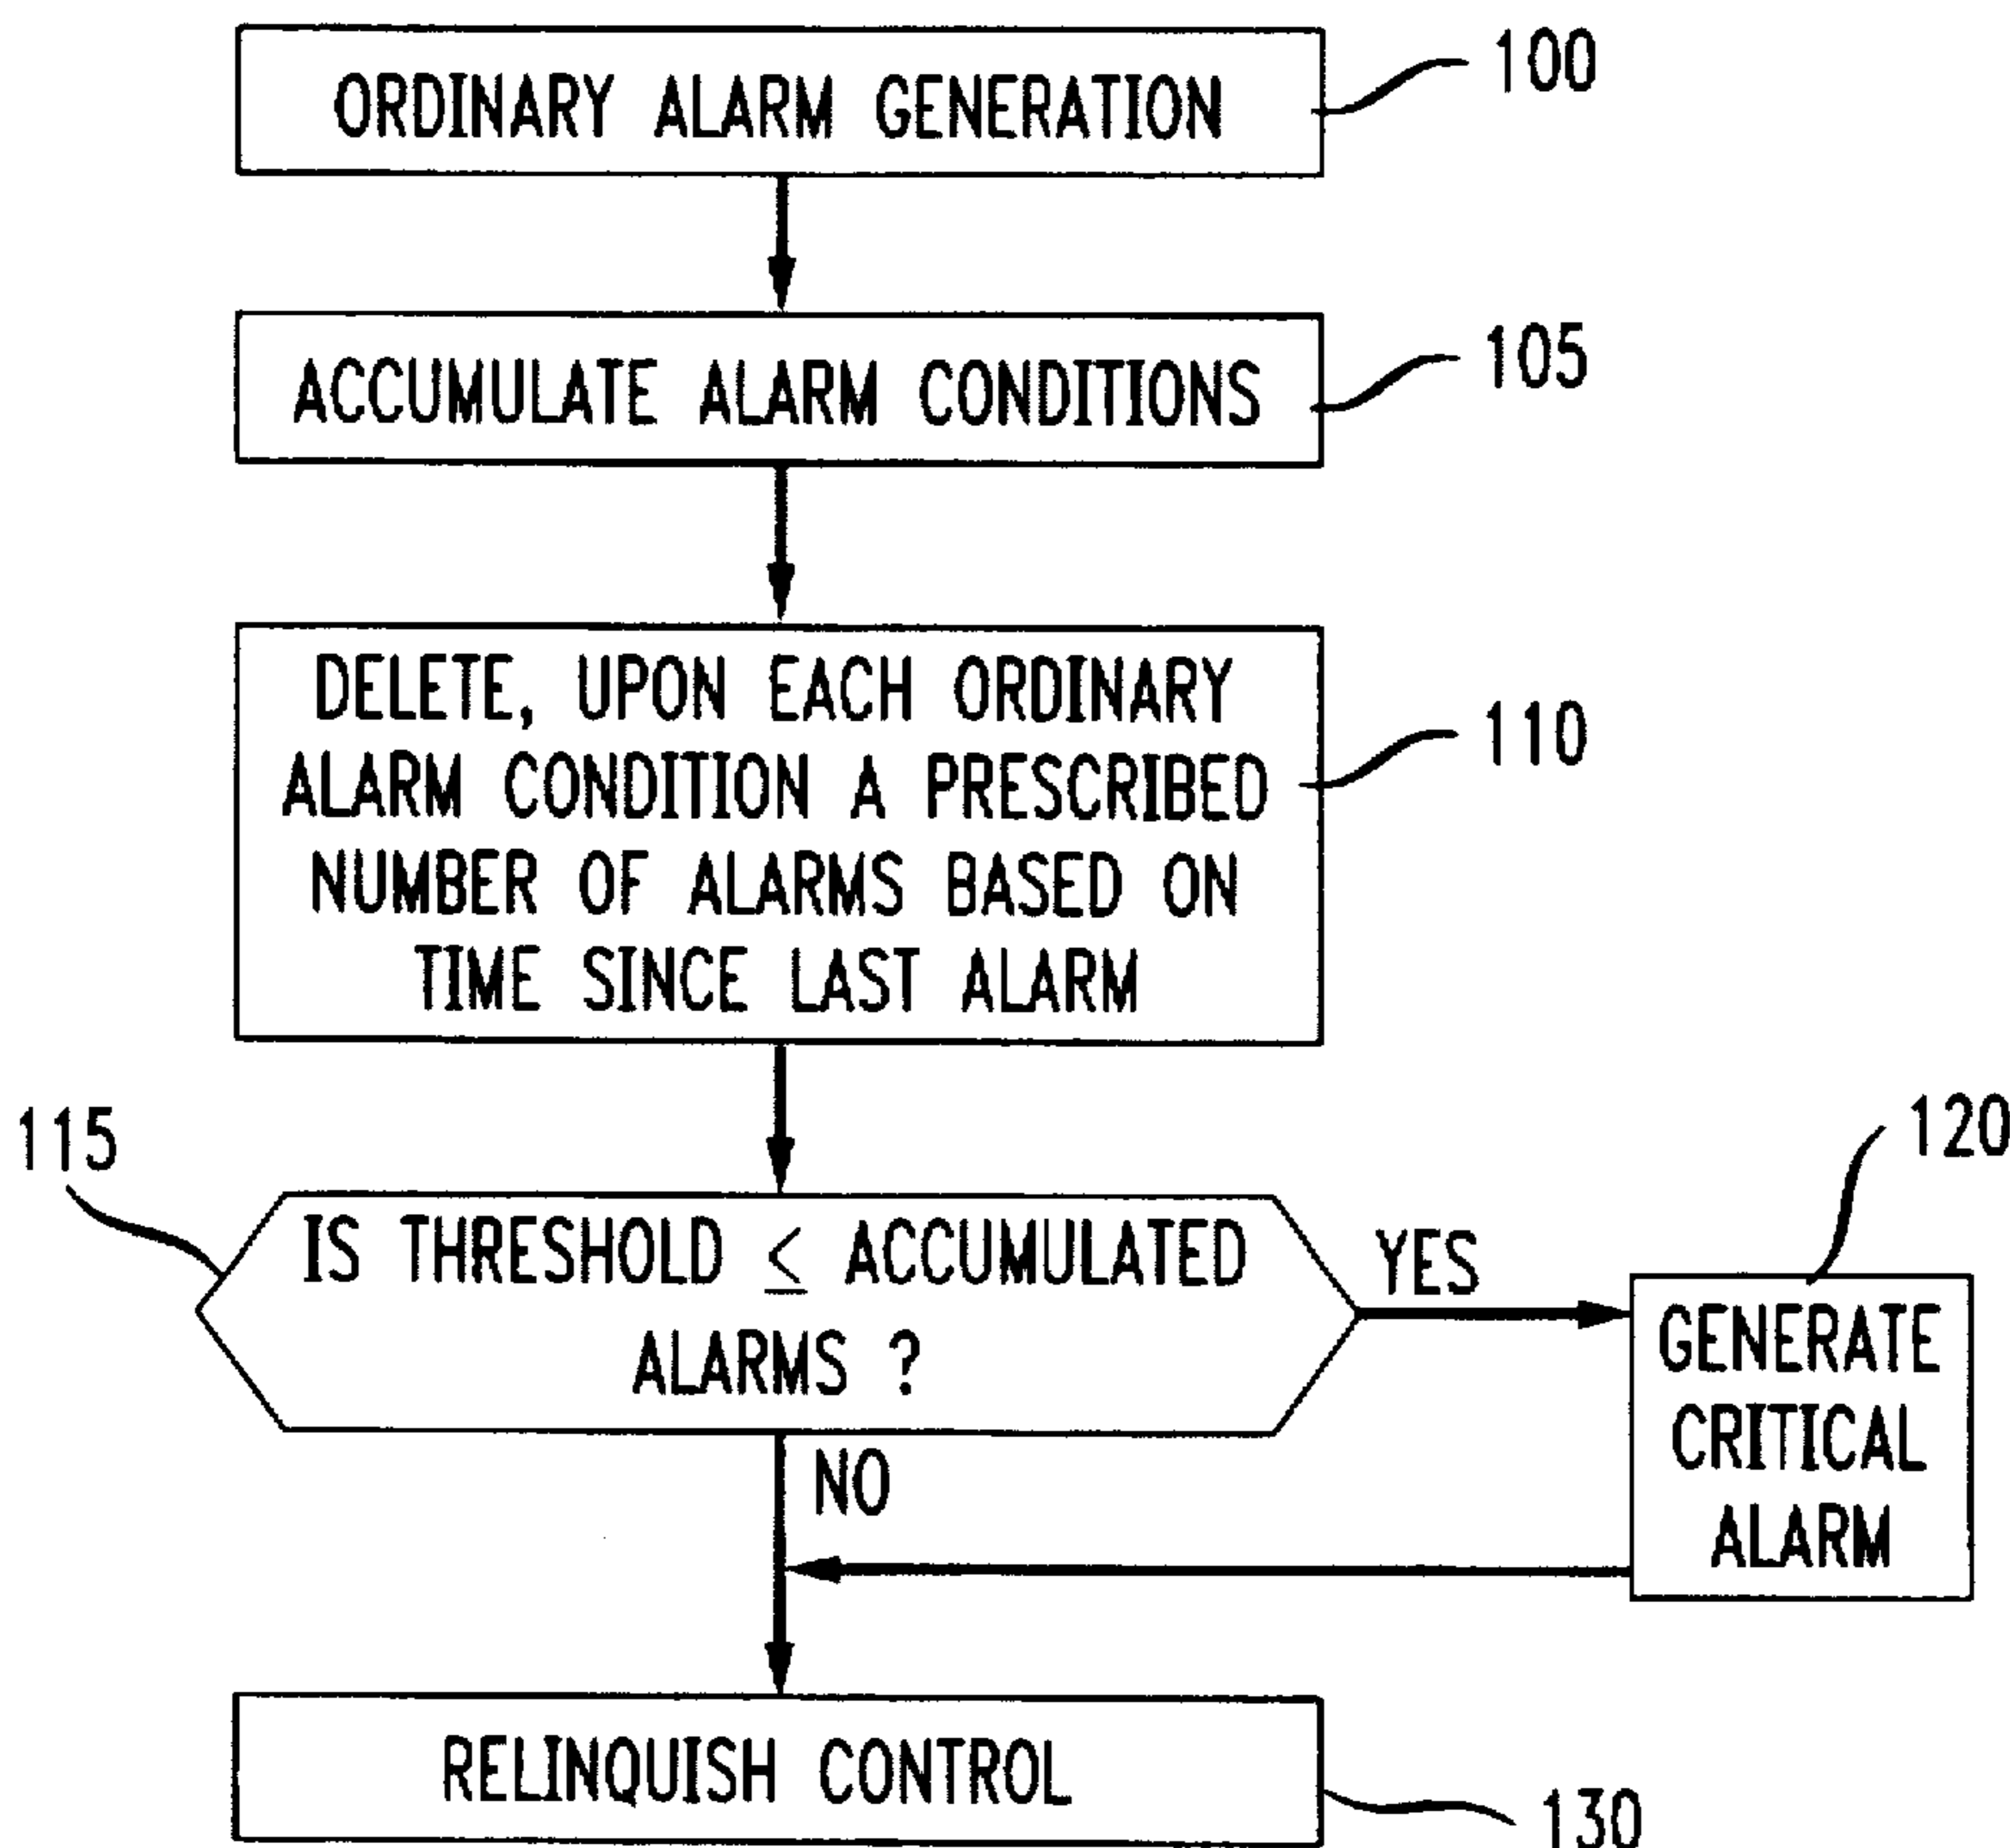 ORDINARY ALARM GENERATION
100
ACCUMULATE ALARM CONDITIONS
105
DELETE, UPON EACH ORDINARY
ALARM CONDITION A PRESCRIBED
NUMBER OF ALARMS BASED ON
TIME SINCE LAST ALARM
110
115
IS THRESHOLD ≤ ACCUMULATED
ALARMS ?
YES
120
GENERATE
CRITICAL
ALARM
NO
RELINQUISH CONTROL
130